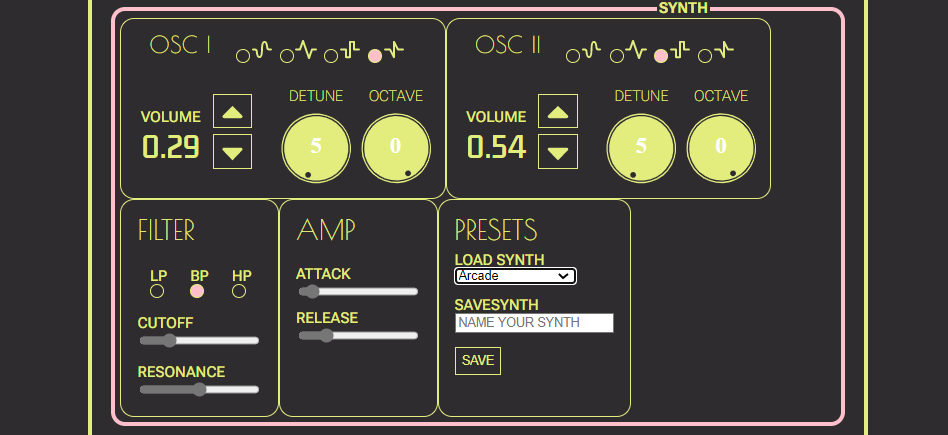 SYNTH
OSC I
DETUNE OCTAVE
VOLUME
0.29
5 0
OSC II
DETUNE OCTAVE
VOLUME
0.54
5 0
FILTER
LP BP HP
CUTOFF
RESONANCE
AMP
ATTACK
RELEASE
PRESETS
LOAD SYNTH
Arcade
SAVESYNTH
NAME YOUR SYNTH
SAVE